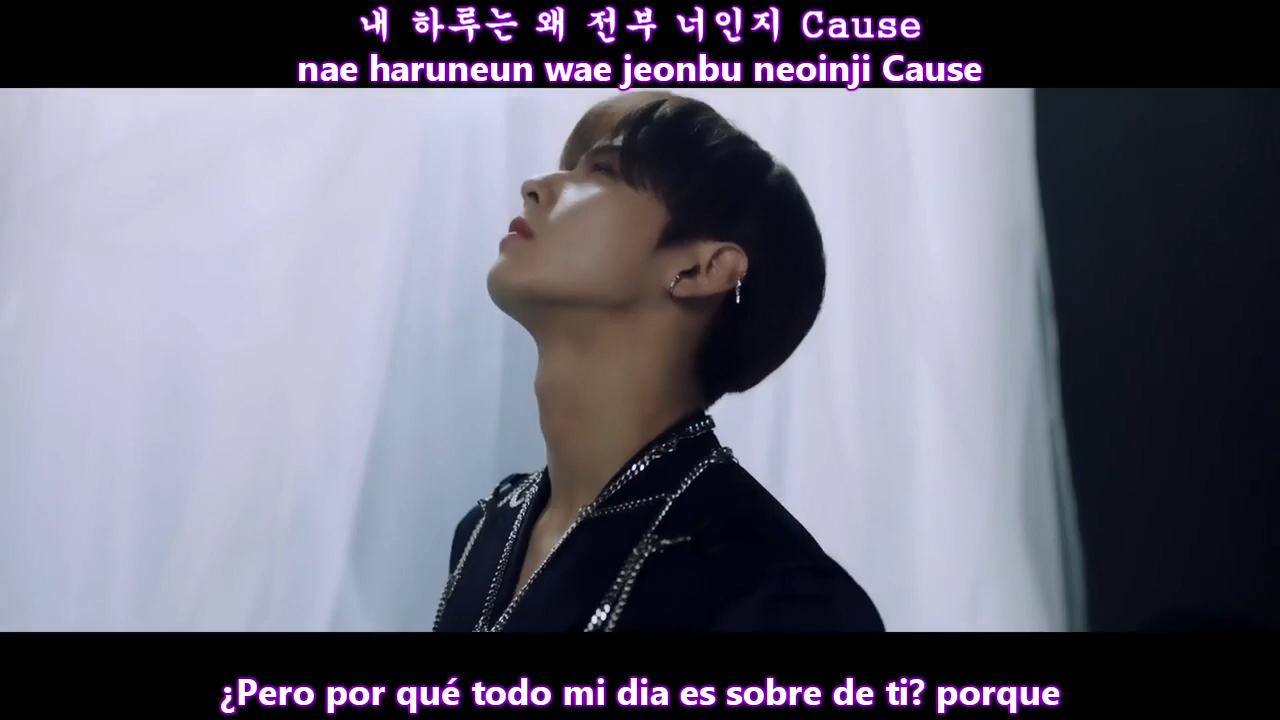 내 하루는 왜 전부 너인지 Cause
nae haruneun wae jeonbu neoinji Cause
¿Pero por qué todo mi dia es sobre de ti? porque